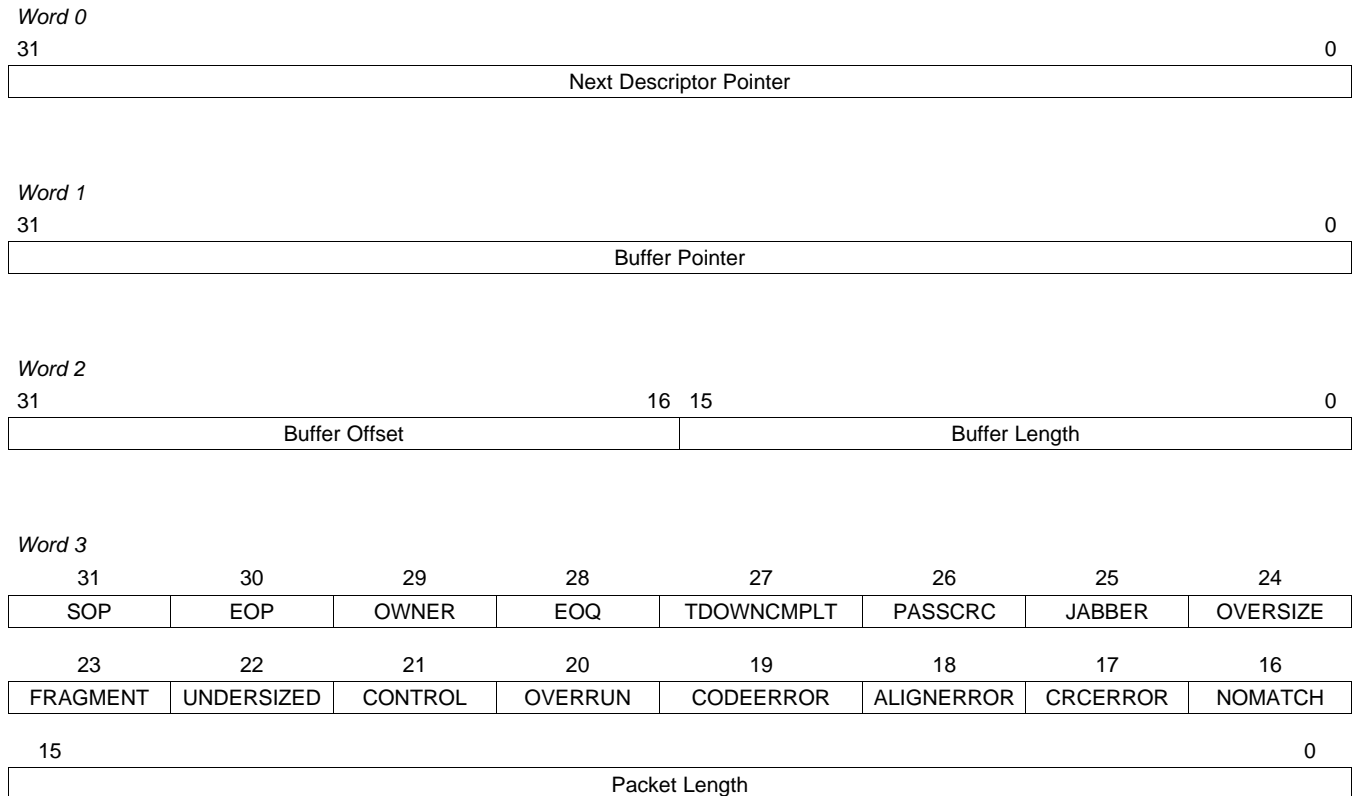 Word 0
31 0
Next Descriptor Pointer
Word 1
31 0
Buffer Pointer
Word 2
31 16 15 0
Buffer Offset Buffer Length
Word 3
31 30 29 28 27 26 25 24
SOP EOP OWNER EOQ TDOWNCMPLT PASSCRC JABBER OVERSIZE
23 22 21 20 19 18 17 16
FRAGMENT UNDERSIZED CONTROL OVERRUN CODEERROR ALIGNERROR CRCERROR NOMATCH
15 0
Packet Length